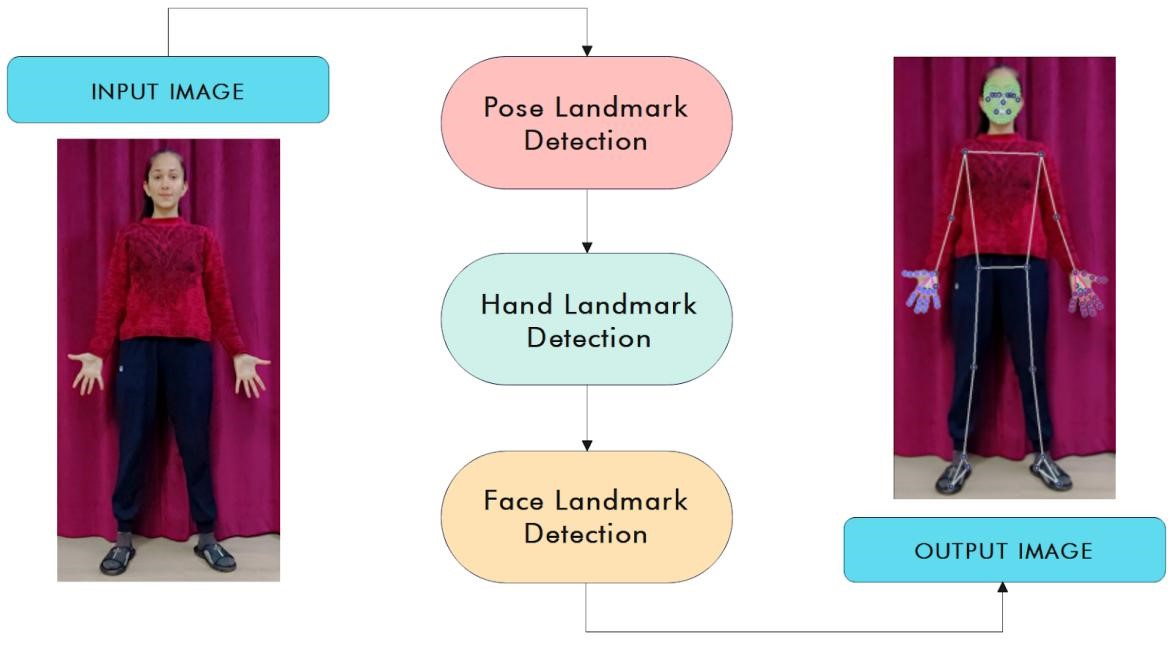 INPUT IMAGE
Pose Landmark
Detection
Hand Landmark
Detection
Face Landmark
Detection
OUTPUT IMAGE